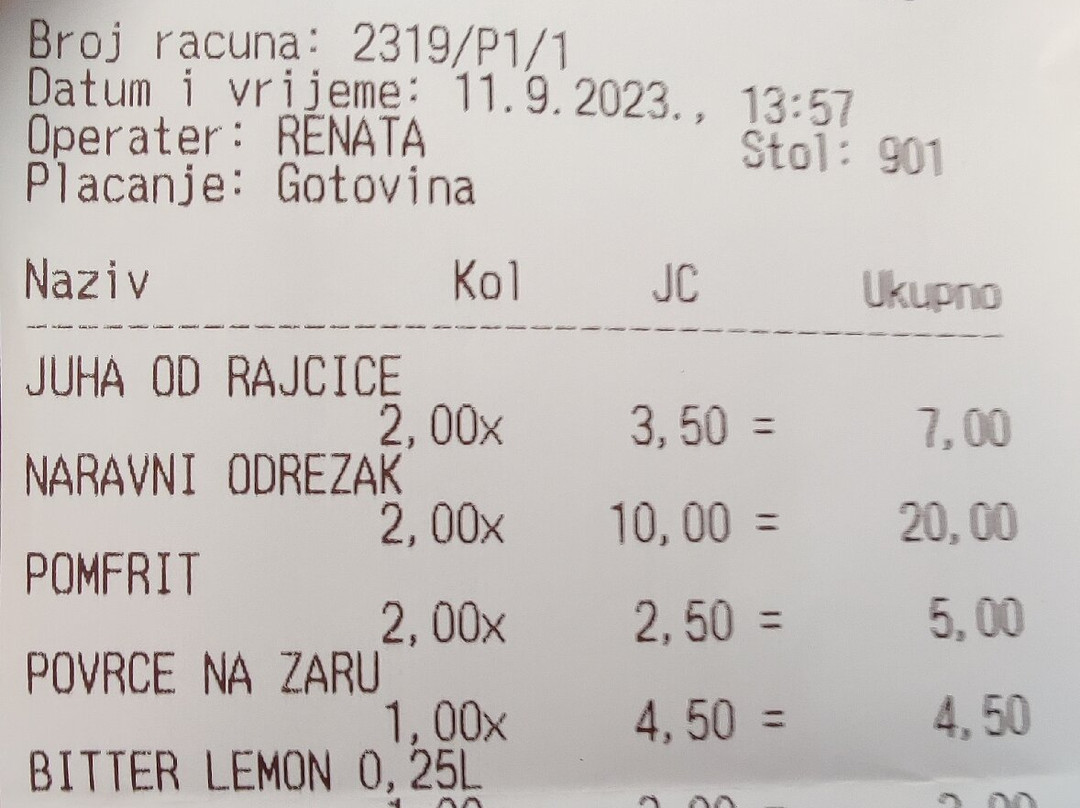 Broj racuna: 2319/P1/1
Datum i vrijeme: 11.9.2023., 13:57
Operater: RENATA Stol: 901
Placanje: Gotovina
Naziv Kol JC Ukupno
JUHA OD RAJCICE
2,00x 3,50 = 7,00
NARAVNI ODREZAK
2,00x 10,00 = 20,00
POMFRIT
2,00x 2,50 = 5,00
POVRCE NA ZARU
1,00x 4,50 = 4,50
BITTER LEMON 0,25L